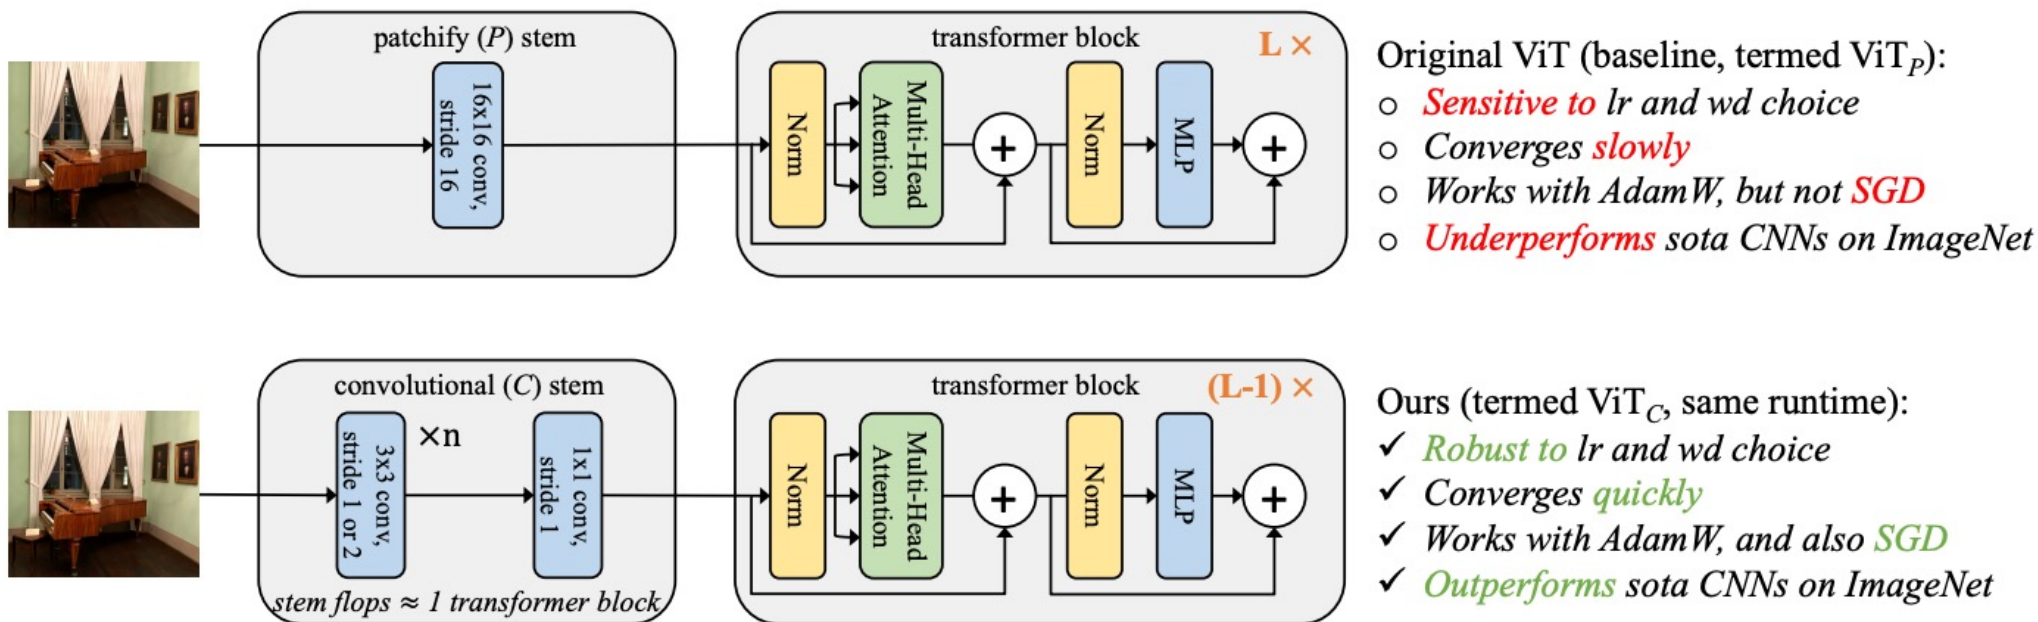 patchify (P) stem
16x16 conv,
stride 16
transformer block
L ×
Norm
Multi-Head
Attention
+
Norm
MLP
+
Original ViT (baseline, termed ViT_P):
○ Sensitive to lr and wd choice
○ Converges slowly
○ Works with AdamW, but not SGD
○ Underperforms sota CNNs on ImageNet
convolutional (C) stem
3x3 conv,
stride 1 or 2
×n
1x1 conv,
stride 1
stem flops ≈ 1 transformer block
transformer block
(L-1) ×
Norm
Multi-Head
Attention
+
Norm
MLP
+
Ours (termed ViT_C, same runtime):
✓ Robust to lr and wd choice
✓ Converges quickly
✓ Works with AdamW, and also SGD
✓ Outperforms sota CNNs on ImageNet